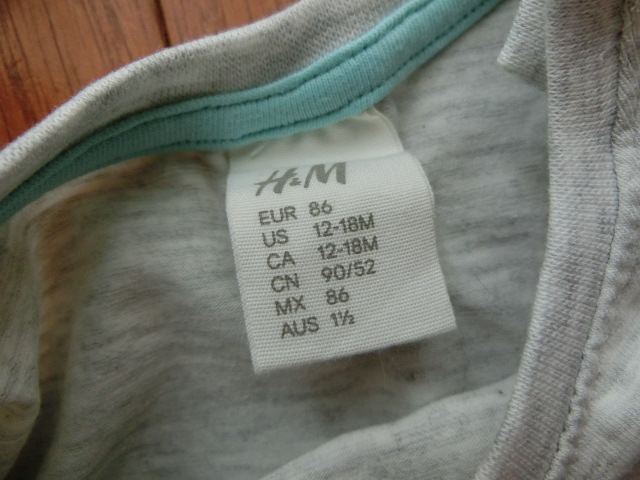 H&M
EUR 86
US 12-18M
CA 12-18M
CN 90/52
MX 86
AUS 1½